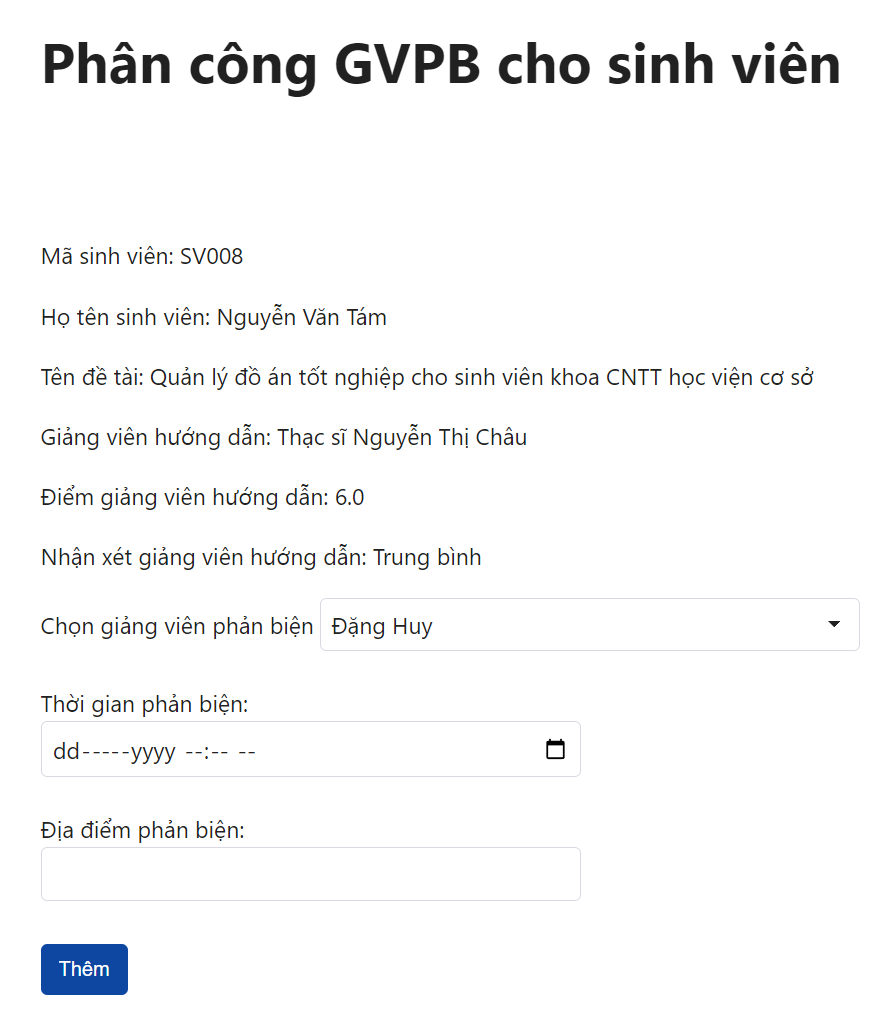 Phân công GVPB cho sinh viên
Mã sinh viên: SV008
Họ tên sinh viên: Nguyễn Văn Tám
Tên đề tài: Quản lý đồ án tốt nghiệp cho sinh viên khoa CNTT học viện cơ sở
Giảng viên hướng dẫn: Thạc sĩ Nguyễn Thị Châu
Điểm giảng viên hướng dẫn: 6.0
Nhận xét giảng viên hướng dẫn: Trung bình
Chọn giảng viên phản biện Đặng Huy
Thời gian phản biện:
dd-----yyyy --:-- --
Địa điểm phản biện:
Thêm